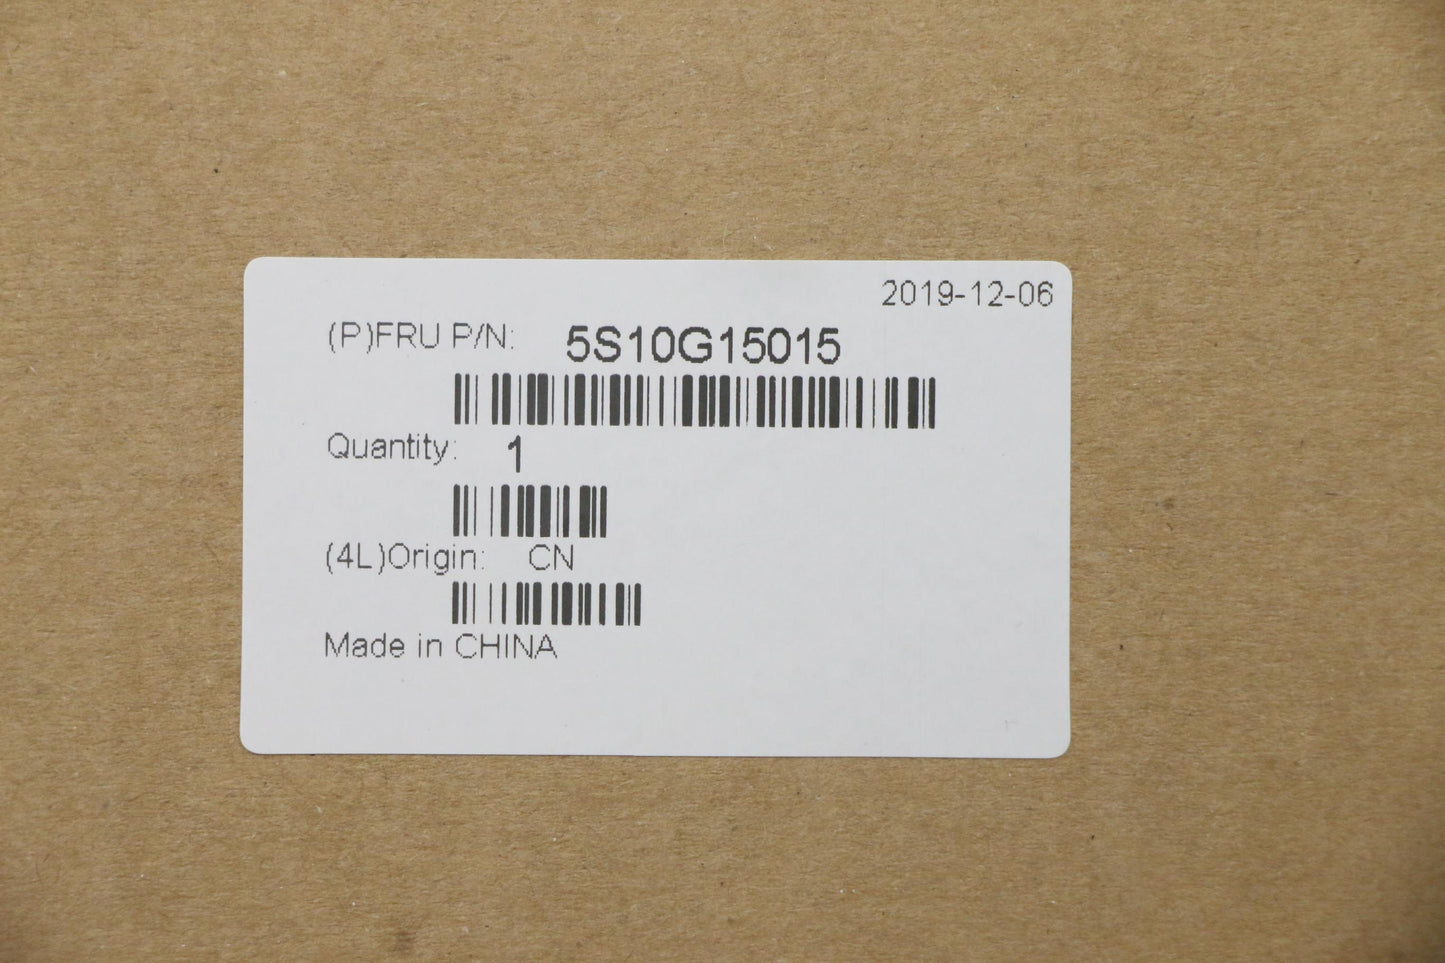 2019-12-06
(P)FRU P/N: 5S10G15015
Quantity: 1
(4L)Origin: CN
Made in CHINA